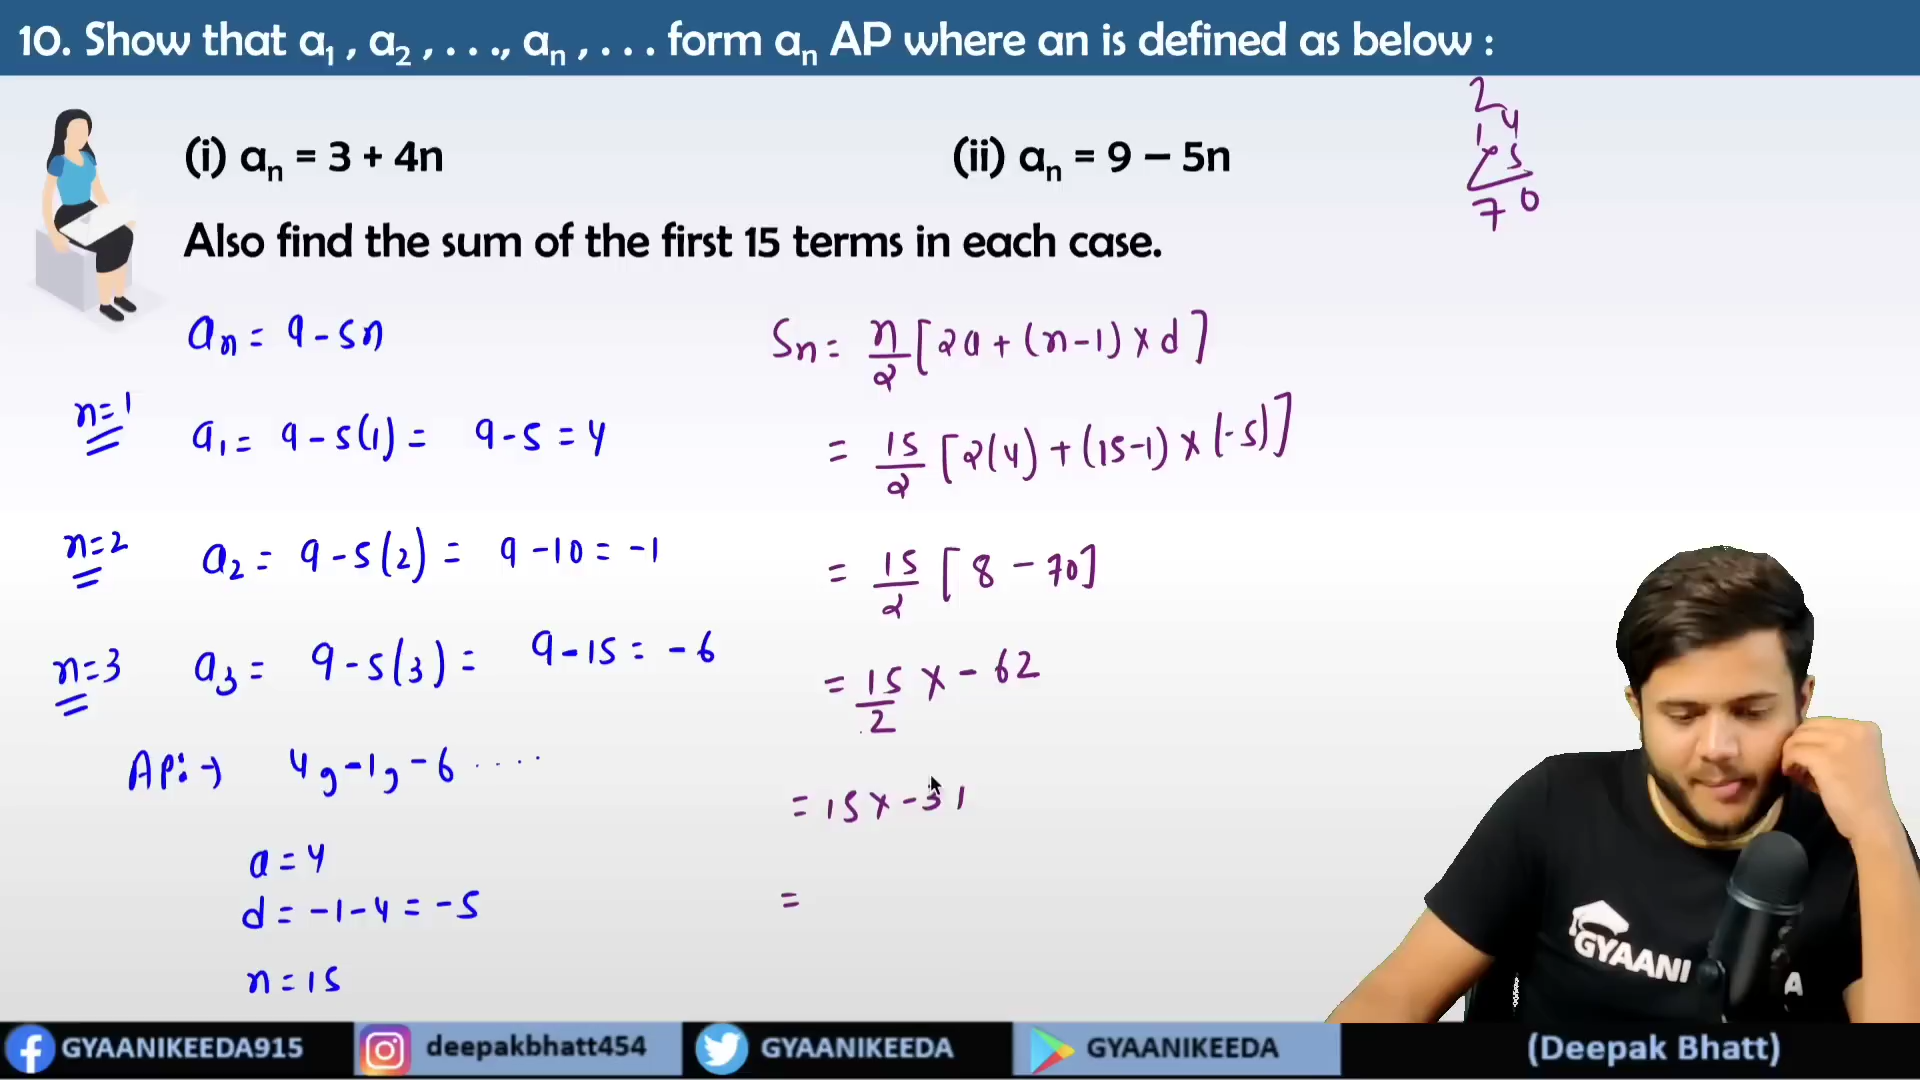 10. Show that a₁ , a₂ , . . ., aₙ , . . . form aₙ AP where an is defined as below :
(i) aₙ = 3 + 4n
(ii) aₙ = 9 – 5n
Also find the sum of the first 15 terms in each case.
2
14
× 5
70
aₙ = 9 - 5n
n=1
a₁ = 9 - 5(1) = 9 - 5 = 4
n=2
a₂ = 9 - 5(2) = 9 - 10 = -1
n=3
a₃ = 9 - 5(3) = 9 - 15 = - 6
AP: → 4, -1, -6 ....
a = 4
d = -1 - 4 = -5
n = 15
Sn = n/2 [2a + (n-1) × d]
= 15/2 [2(4) + (15-1) × (-5)]
= 15/2 [8 - 70]
= 15/2 × - 62
= 15 × - 31
=
GYAANI
A
GYAANIKEEDA915
deepakbhatt454
GYAANIKEEDA
GYAANIKEEDA
(Deepak Bhatt)